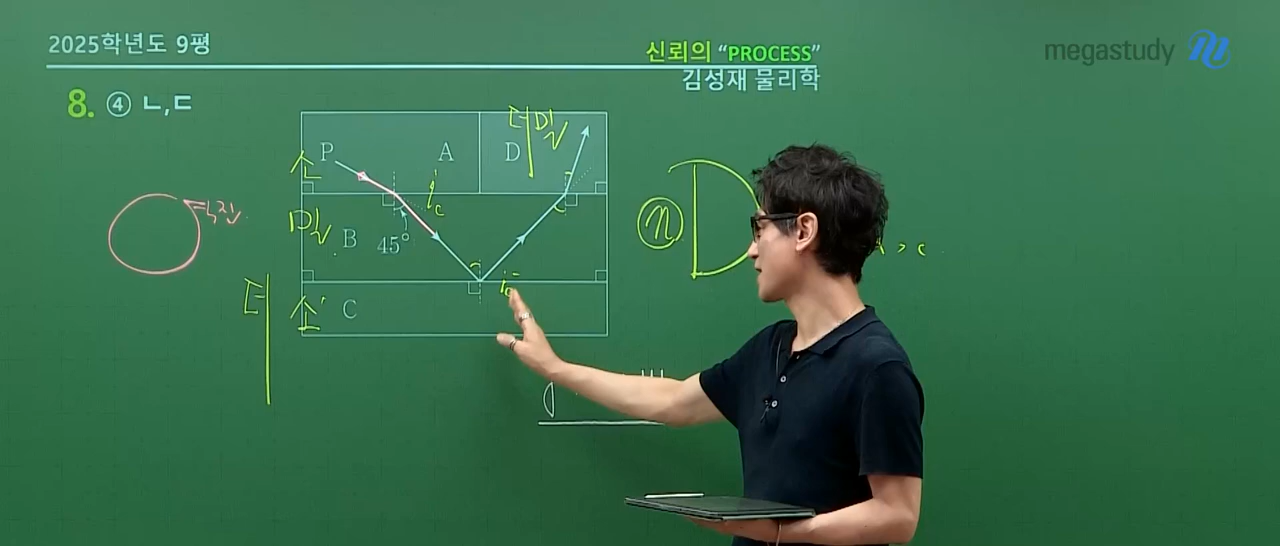 2025학년도 9평
신뢰의 “PROCESS”
김성재 물리학
megastudy
8. ④ ㄴ,ㄷ
P A D
더밀
소
밀
B 45°
소'
C
더
n
i_c